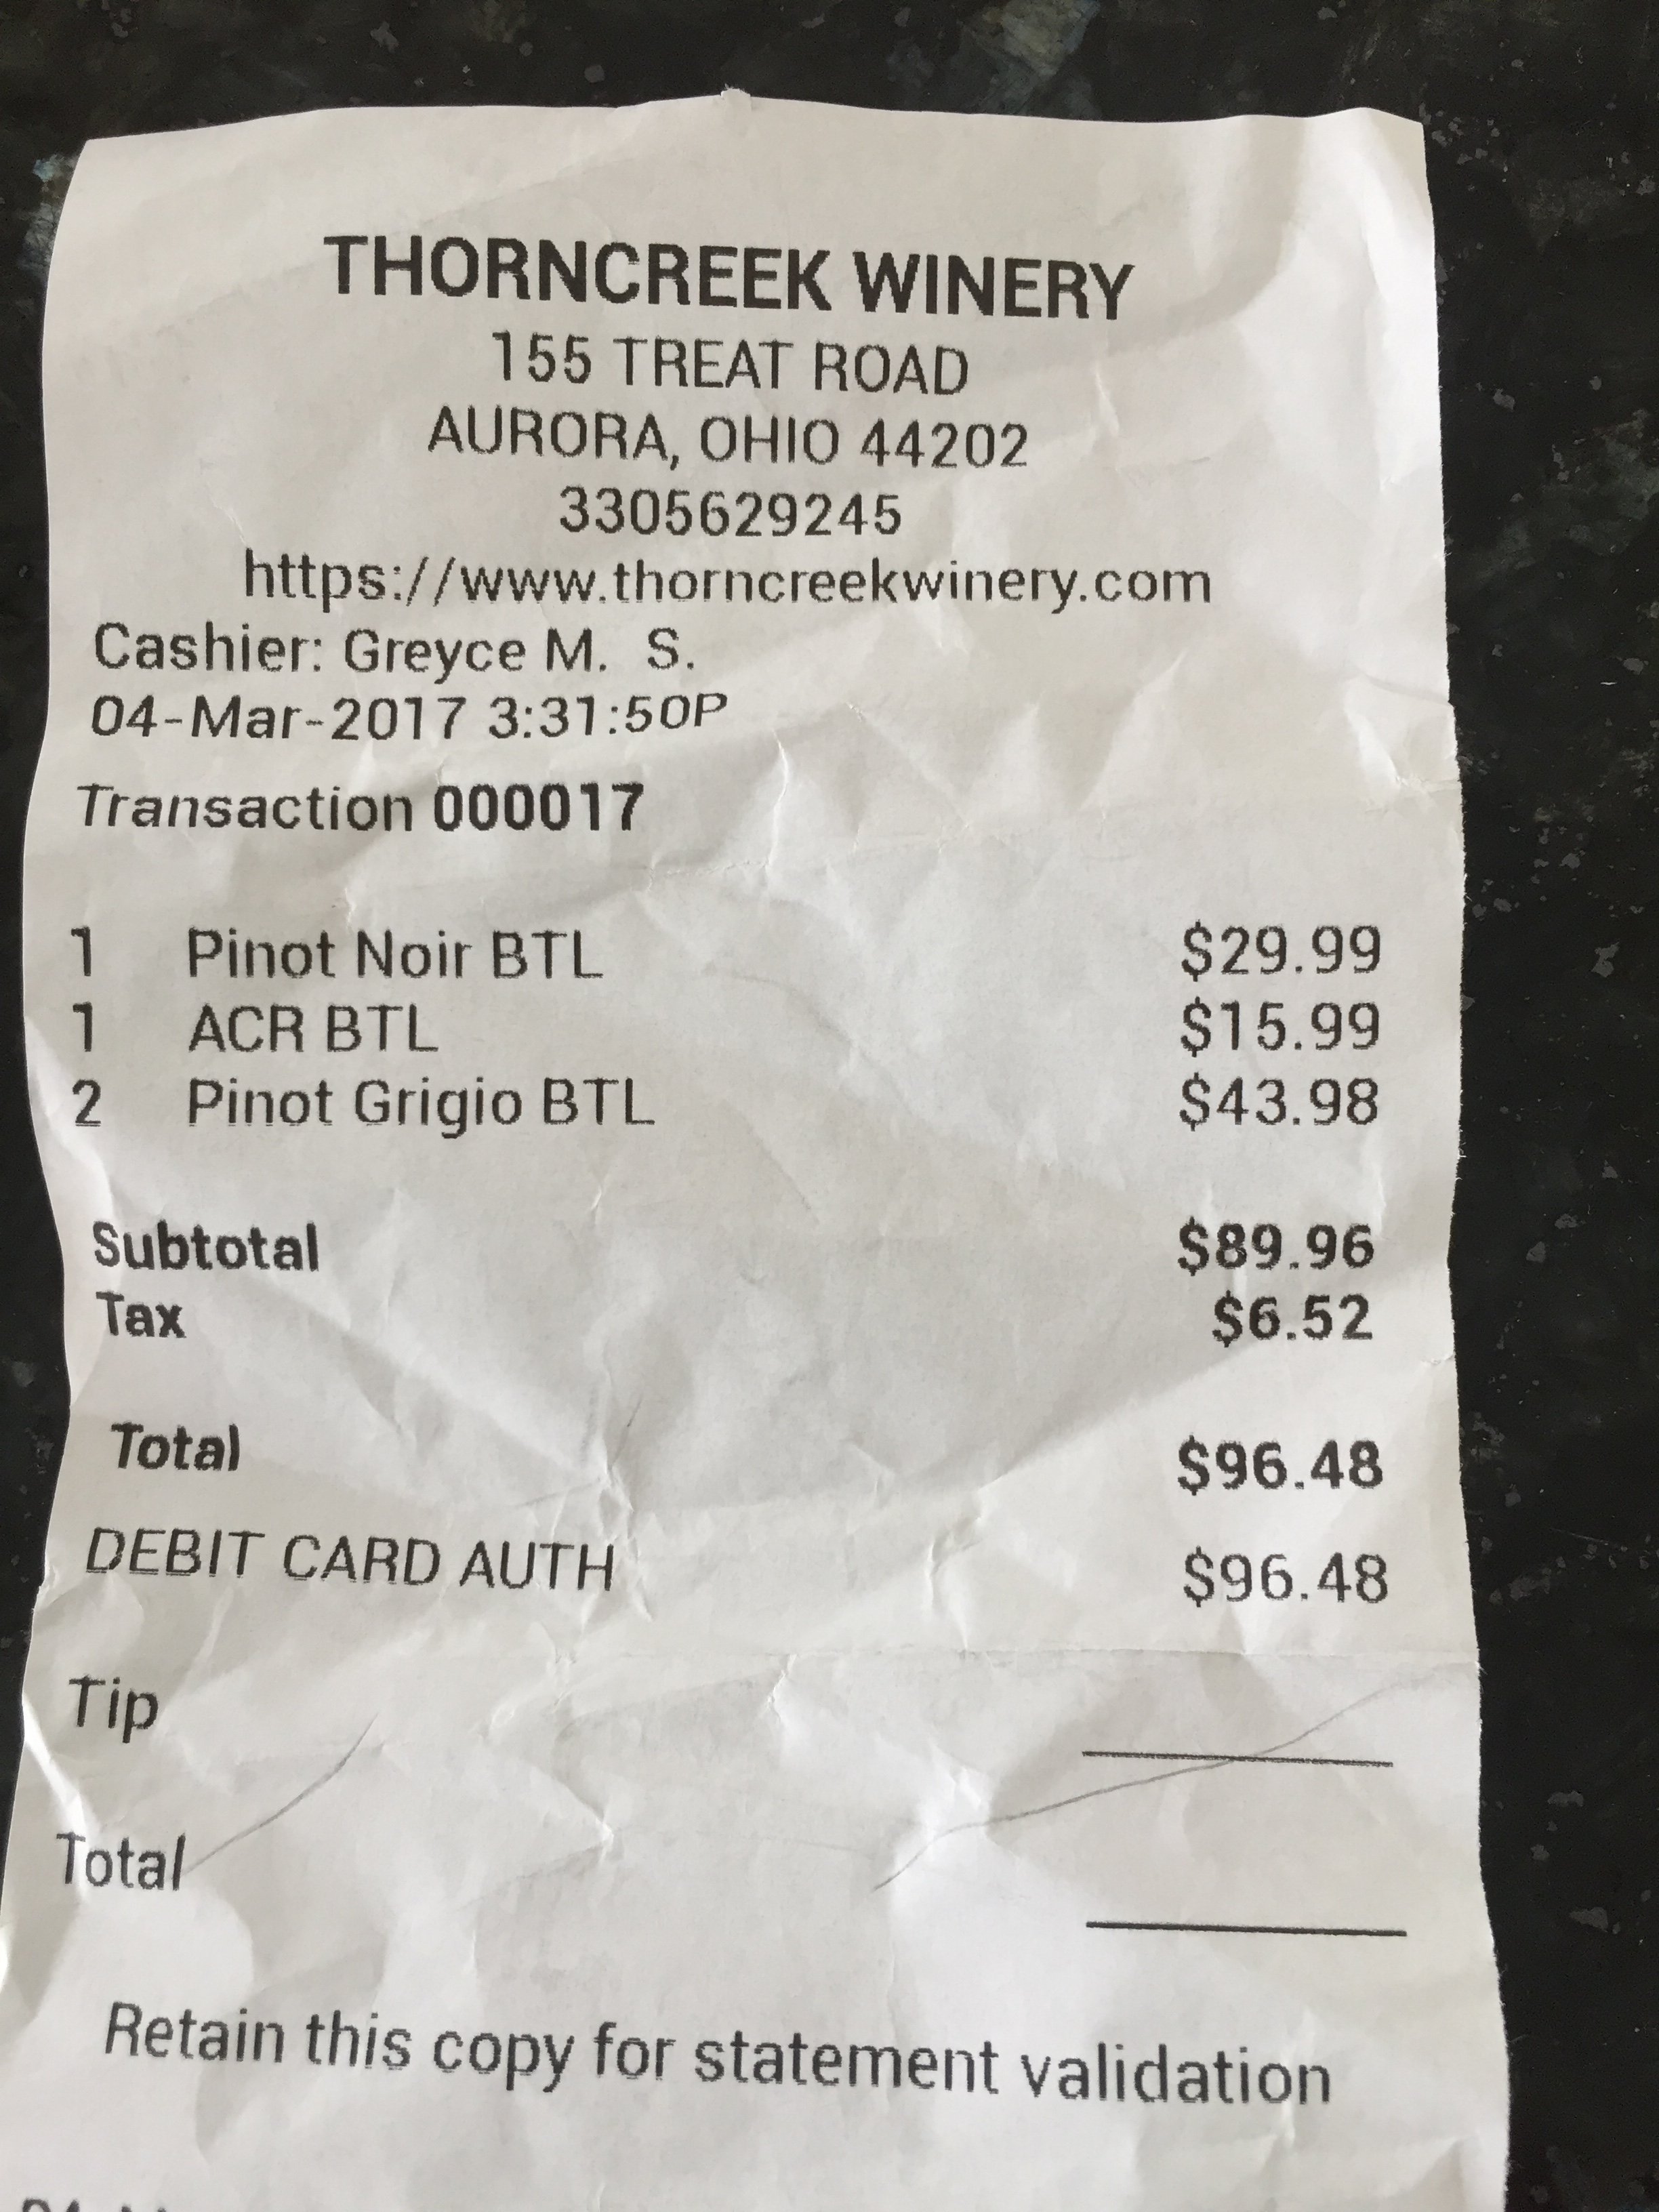 THORNCREEK WINERY
155 TREAT ROAD
AURORA, OHIO 44202
3305629245
https://www.thorncreekwinery.com
Cashier: Greyce M. S.
04-Mar-2017 3:31:50P
Transaction 000017
1 Pinot Noir BTL $29.99
1 ACR BTL $15.99
2 Pinot Grigio BTL $43.98
Subtotal $89.96
Tax $6.52
Total $96.48
DEBIT CARD AUTH $96.48
Tip
Total
Retain this copy for statement validation